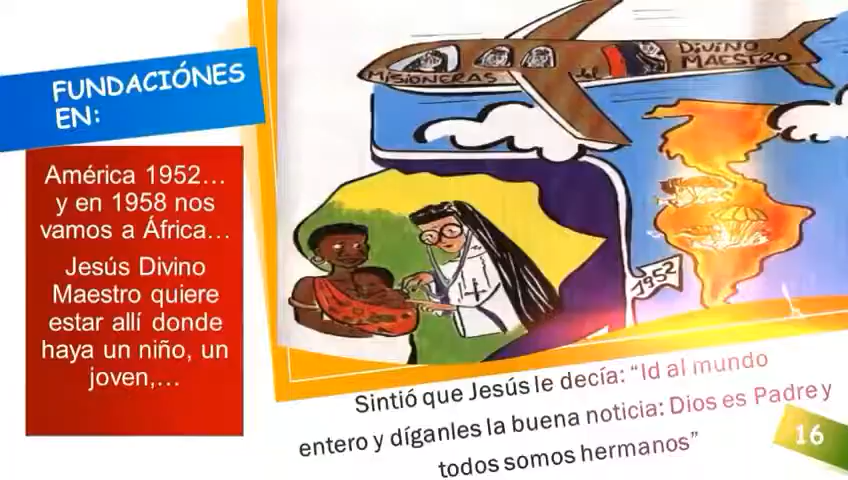 FUNDACIÓNES
EN:
América 1952…
y en 1958 nos
vamos a África…
Jesús Divino
Maestro quiere
estar allí donde
haya un niño, un
joven,…
MISIONERAS del DIVINO
MAESTRO
1952
Sintió que Jesús le decía: “Id al mundo
entero y díganles la buena noticia: Dios es Padre y
todos somos hermanos”
16